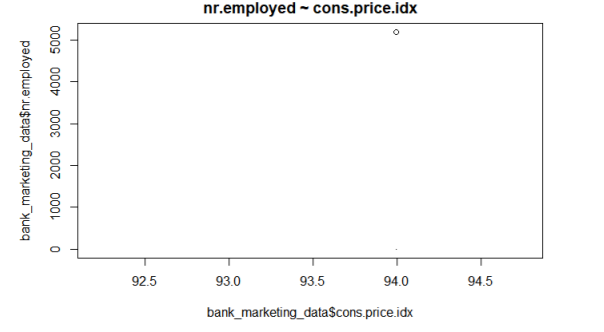 nr.employed ~ cons.price.idx
bank_marketing_data$nr.employed
5000
4000
3000
2000
1000
0
92.5 93.0 93.5 94.0 94.5
bank_marketing_data$cons.price.idx